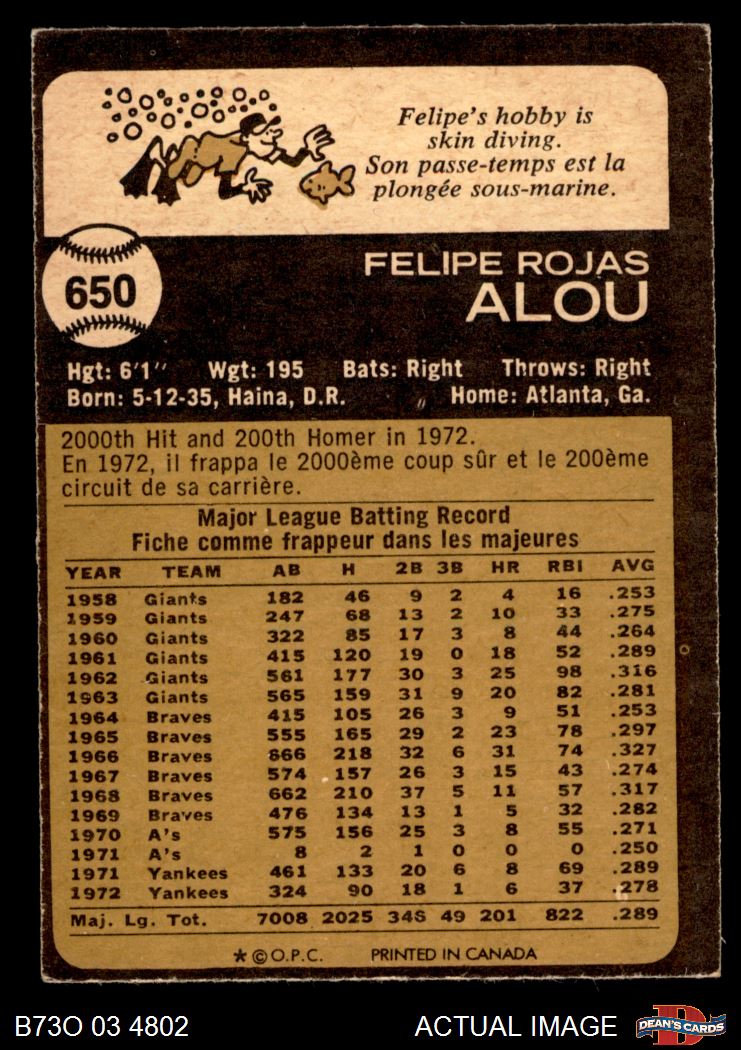 Felipe's hobby is
skin diving.
Son passe-temps est la
plongée sous-marine.
650
FELIPE ROJAS
ALOU
Hgt: 6'1" Wgt: 195 Bats: Right Throws: Right
Born: 5-12-35, Haina, D.R. Home: Atlanta, Ga.
2000th Hit and 200th Homer in 1972.
En 1972, il frappa le 2000ème coup sûr et le 200ème
circuit de sa carrière.
Major League Batting Record
Fiche comme frappeur dans les majeures
YEAR TEAM AB H 2B 3B HR RBI AVG
1958 Giants 182 46 9 2 4 16 .253
1959 Giants 247 68 13 2 10 33 .275
1960 Giants 322 85 17 3 8 44 .264
1961 Giants 415 120 19 0 18 52 .289
1962 Giants 561 177 30 3 25 98 .316
1963 Giants 565 159 31 9 20 82 .281
1964 Braves 415 105 26 3 9 51 .253
1965 Braves 555 165 29 2 23 78 .297
1966 Braves 666 218 32 6 31 74 .327
1967 Braves 574 157 26 3 15 43 .274
1968 Braves 662 210 37 5 11 57 .317
1969 Braves 476 134 13 1 5 32 .282
1970 A's 575 156 25 3 8 55 .271
1971 A's 8 2 1 0 0 0 .250
1971 Yankees 461 133 20 6 8 69 .289
1972 Yankees 324 90 18 1 6 37 .278
Maj. Lg. Tot. 7008 2025 346 49 201 822 .289
★ © O.P.C. PRINTED IN CANADA
B73O 03 4802 ACTUAL IMAGE D DEAN'S CARDS